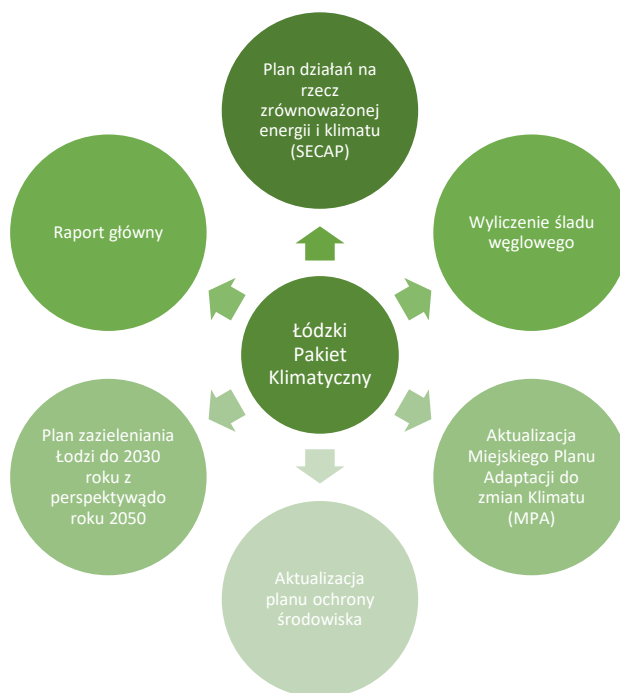 Plan działań na
rzecz
zrównoważonej
energii i klimatu
(SECAP)
Raport główny
Wyliczenie śladu
węglowego
Łódzki
Pakiet
Klimatyczny
Plan zazieleniania
Łodzi do 2030
roku z
perspektywądo
roku 2050
Aktualizacja
Miejskiego Planu
Adaptacji do
zmian Klimatu
(MPA)
Aktualizacja
planu ochrony
środowiska